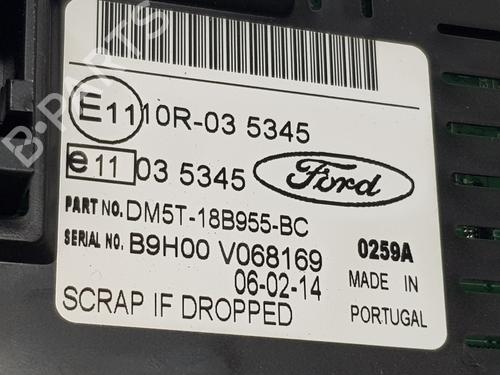 B-PARTS
E11 10R-03 5345
e11 03 5345
Ford
PART NO. DM5T-18B955-BC
SERIAL NO. B9H00 V068169 0259A
06-02-14 MADE IN
SCRAP IF DROPPED PORTUGAL